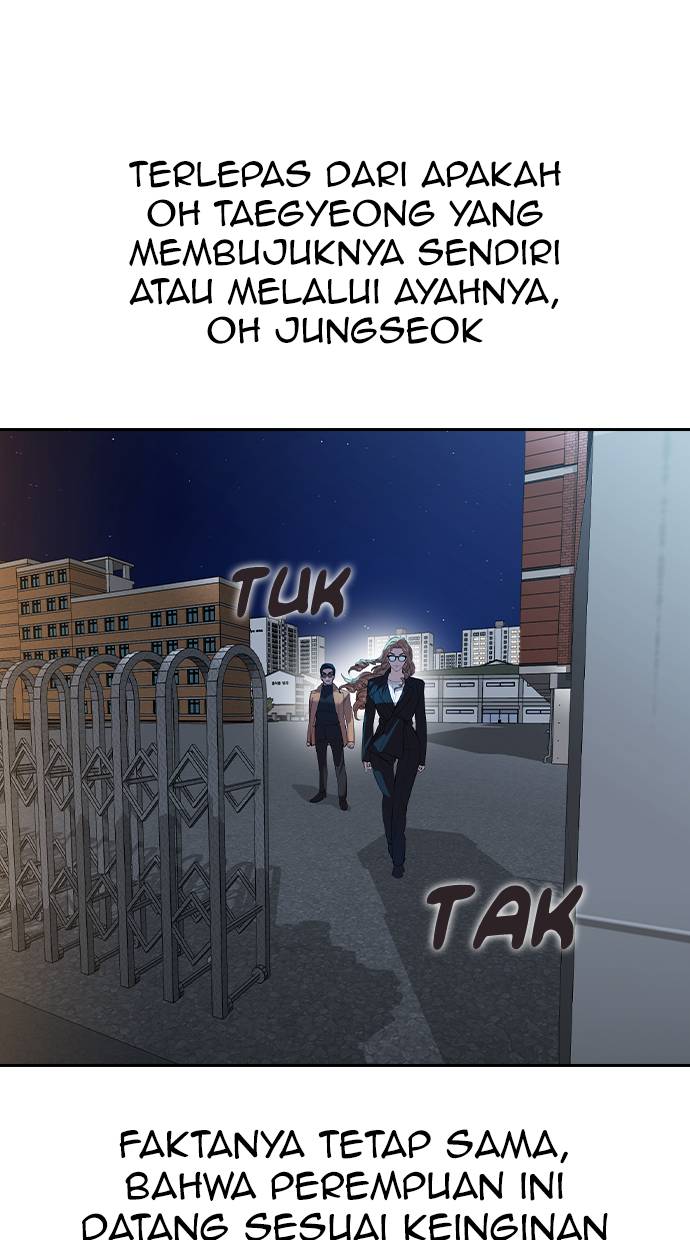 TERLEPAS DARI APAKAH
OH TAEGYEONG YANG
MEMBUJUKNYA SENDIRI
ATAU MELALUI AYAHNYA,
OH JUNGSEOK
TUK
TAK
FAKTANYA TETAP SAMA,
BAHWA PEREMPUAN INI
DATANG SESUAI KEINGINAN